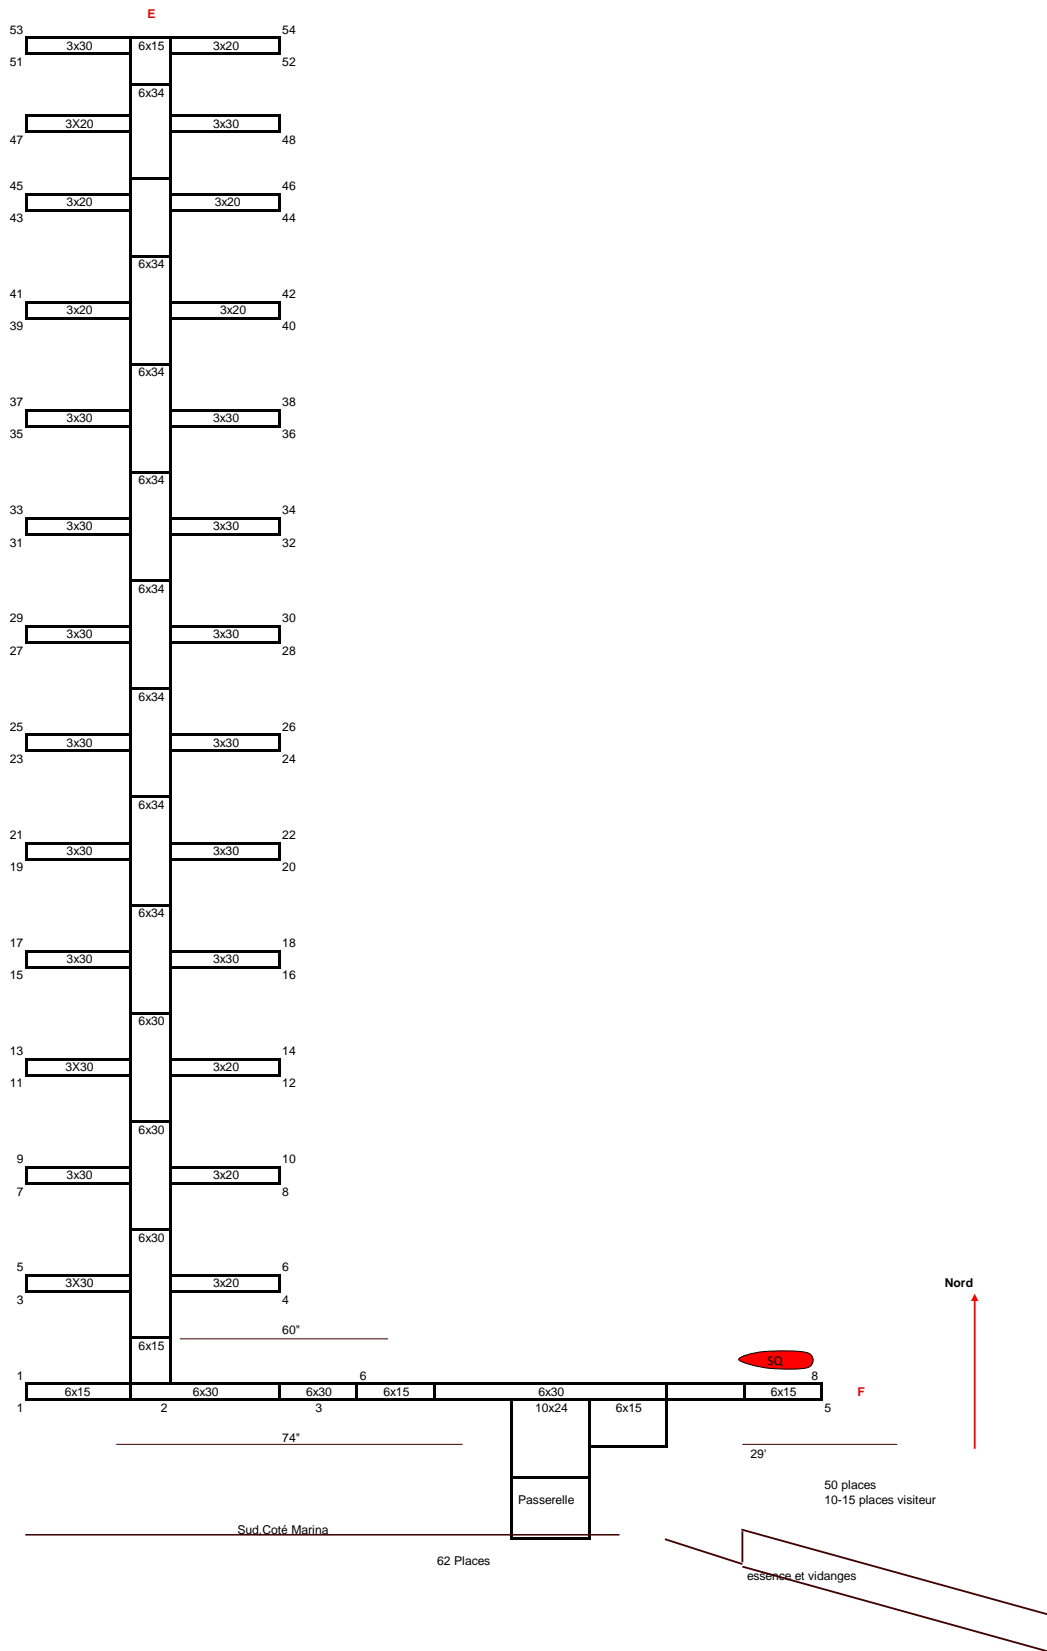 E
53 54
3x30 6x15 3x20
51 52
6x34
3X20 3x30
47 48
45 46
3x20 3x20
43 44
6x34
41 42
3x20 3x20
39 40
6x34
37 38
3x30 3x30
35 36
6x34
33 34
3x30 3x30
31 32
6x34
29 30
3x30 3x30
27 28
6x34
25 26
3x30 3x30
23 24
6x34
21 22
3x30 3x30
19 20
6x34
17 18
3x30 3x30
15 16
6x30
13 14
3X30 3x20
11 12
6x30
9 10
3x30 3x20
7 8
6x30
5 6
3X30 3x20
3 4
Nord
60"
6x15
SQ
1 6 8
6x15 6x30 6x30 6x15 6x30 6x15 F
1 2 3 10x24 6x15 5
74"
29'
50 places
10-15 places visiteur
Passerelle
Sud,Coté Marina
62 Places
essence et vidanges